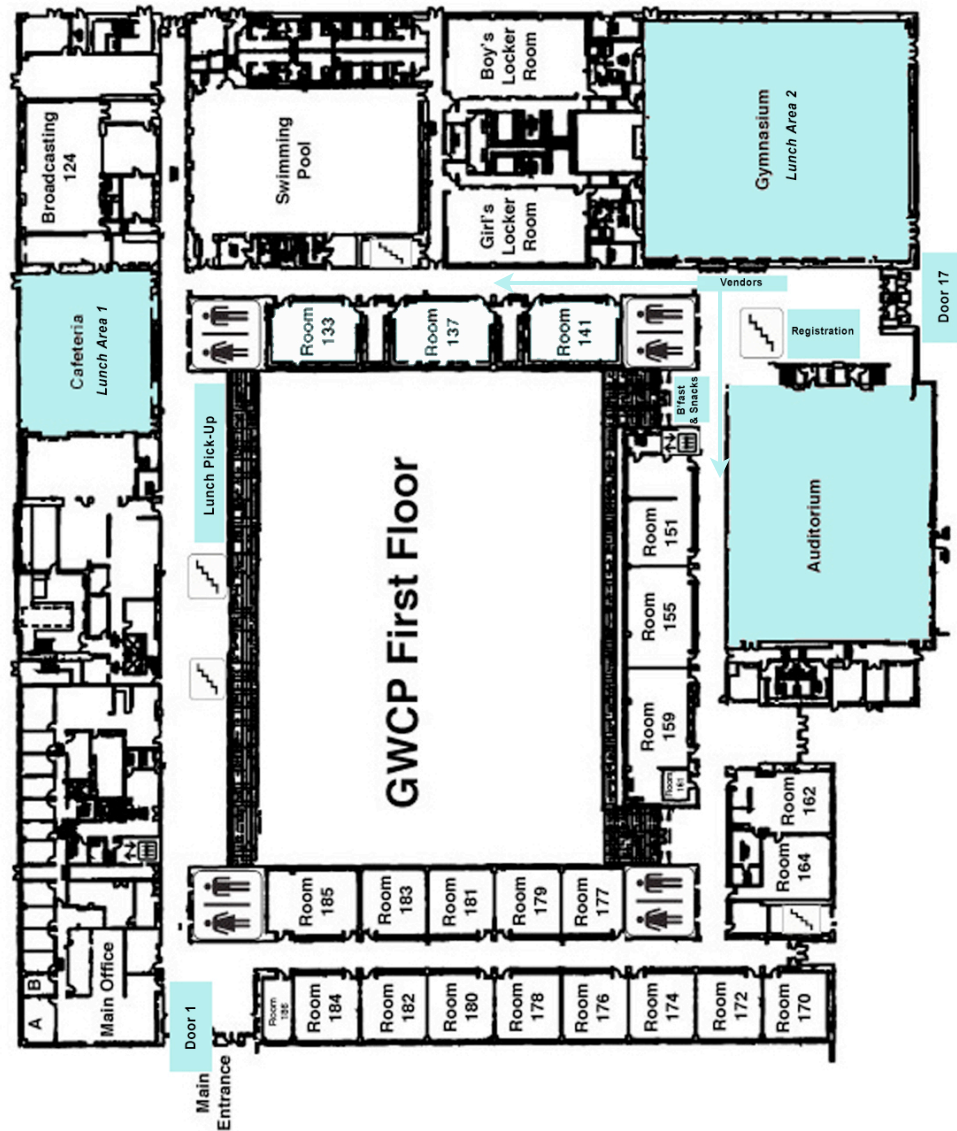 Broadcasting
124
Swimming
Pool
Boy's
Locker
Room
Girl's
Locker
Room
Gymnasium
Lunch Area 2
Cafeteria
Lunch Area 1
Room
133
Room
137
Room
141
Vendors
Registration
Door 17
Lunch Pick-Up
B'fast
& Snacks
GWCP First Floor
Room
151
Room
155
Room
159
Room
161
Auditorium
Room
162
Room
164
Room
185
Room
183
Room
181
Room
179
Room
177
A
B
Main Office
Door 1
Main
Entrance
Room
186
Room
184
Room
182
Room
180
Room
178
Room
176
Room
174
Room
172
Room
170